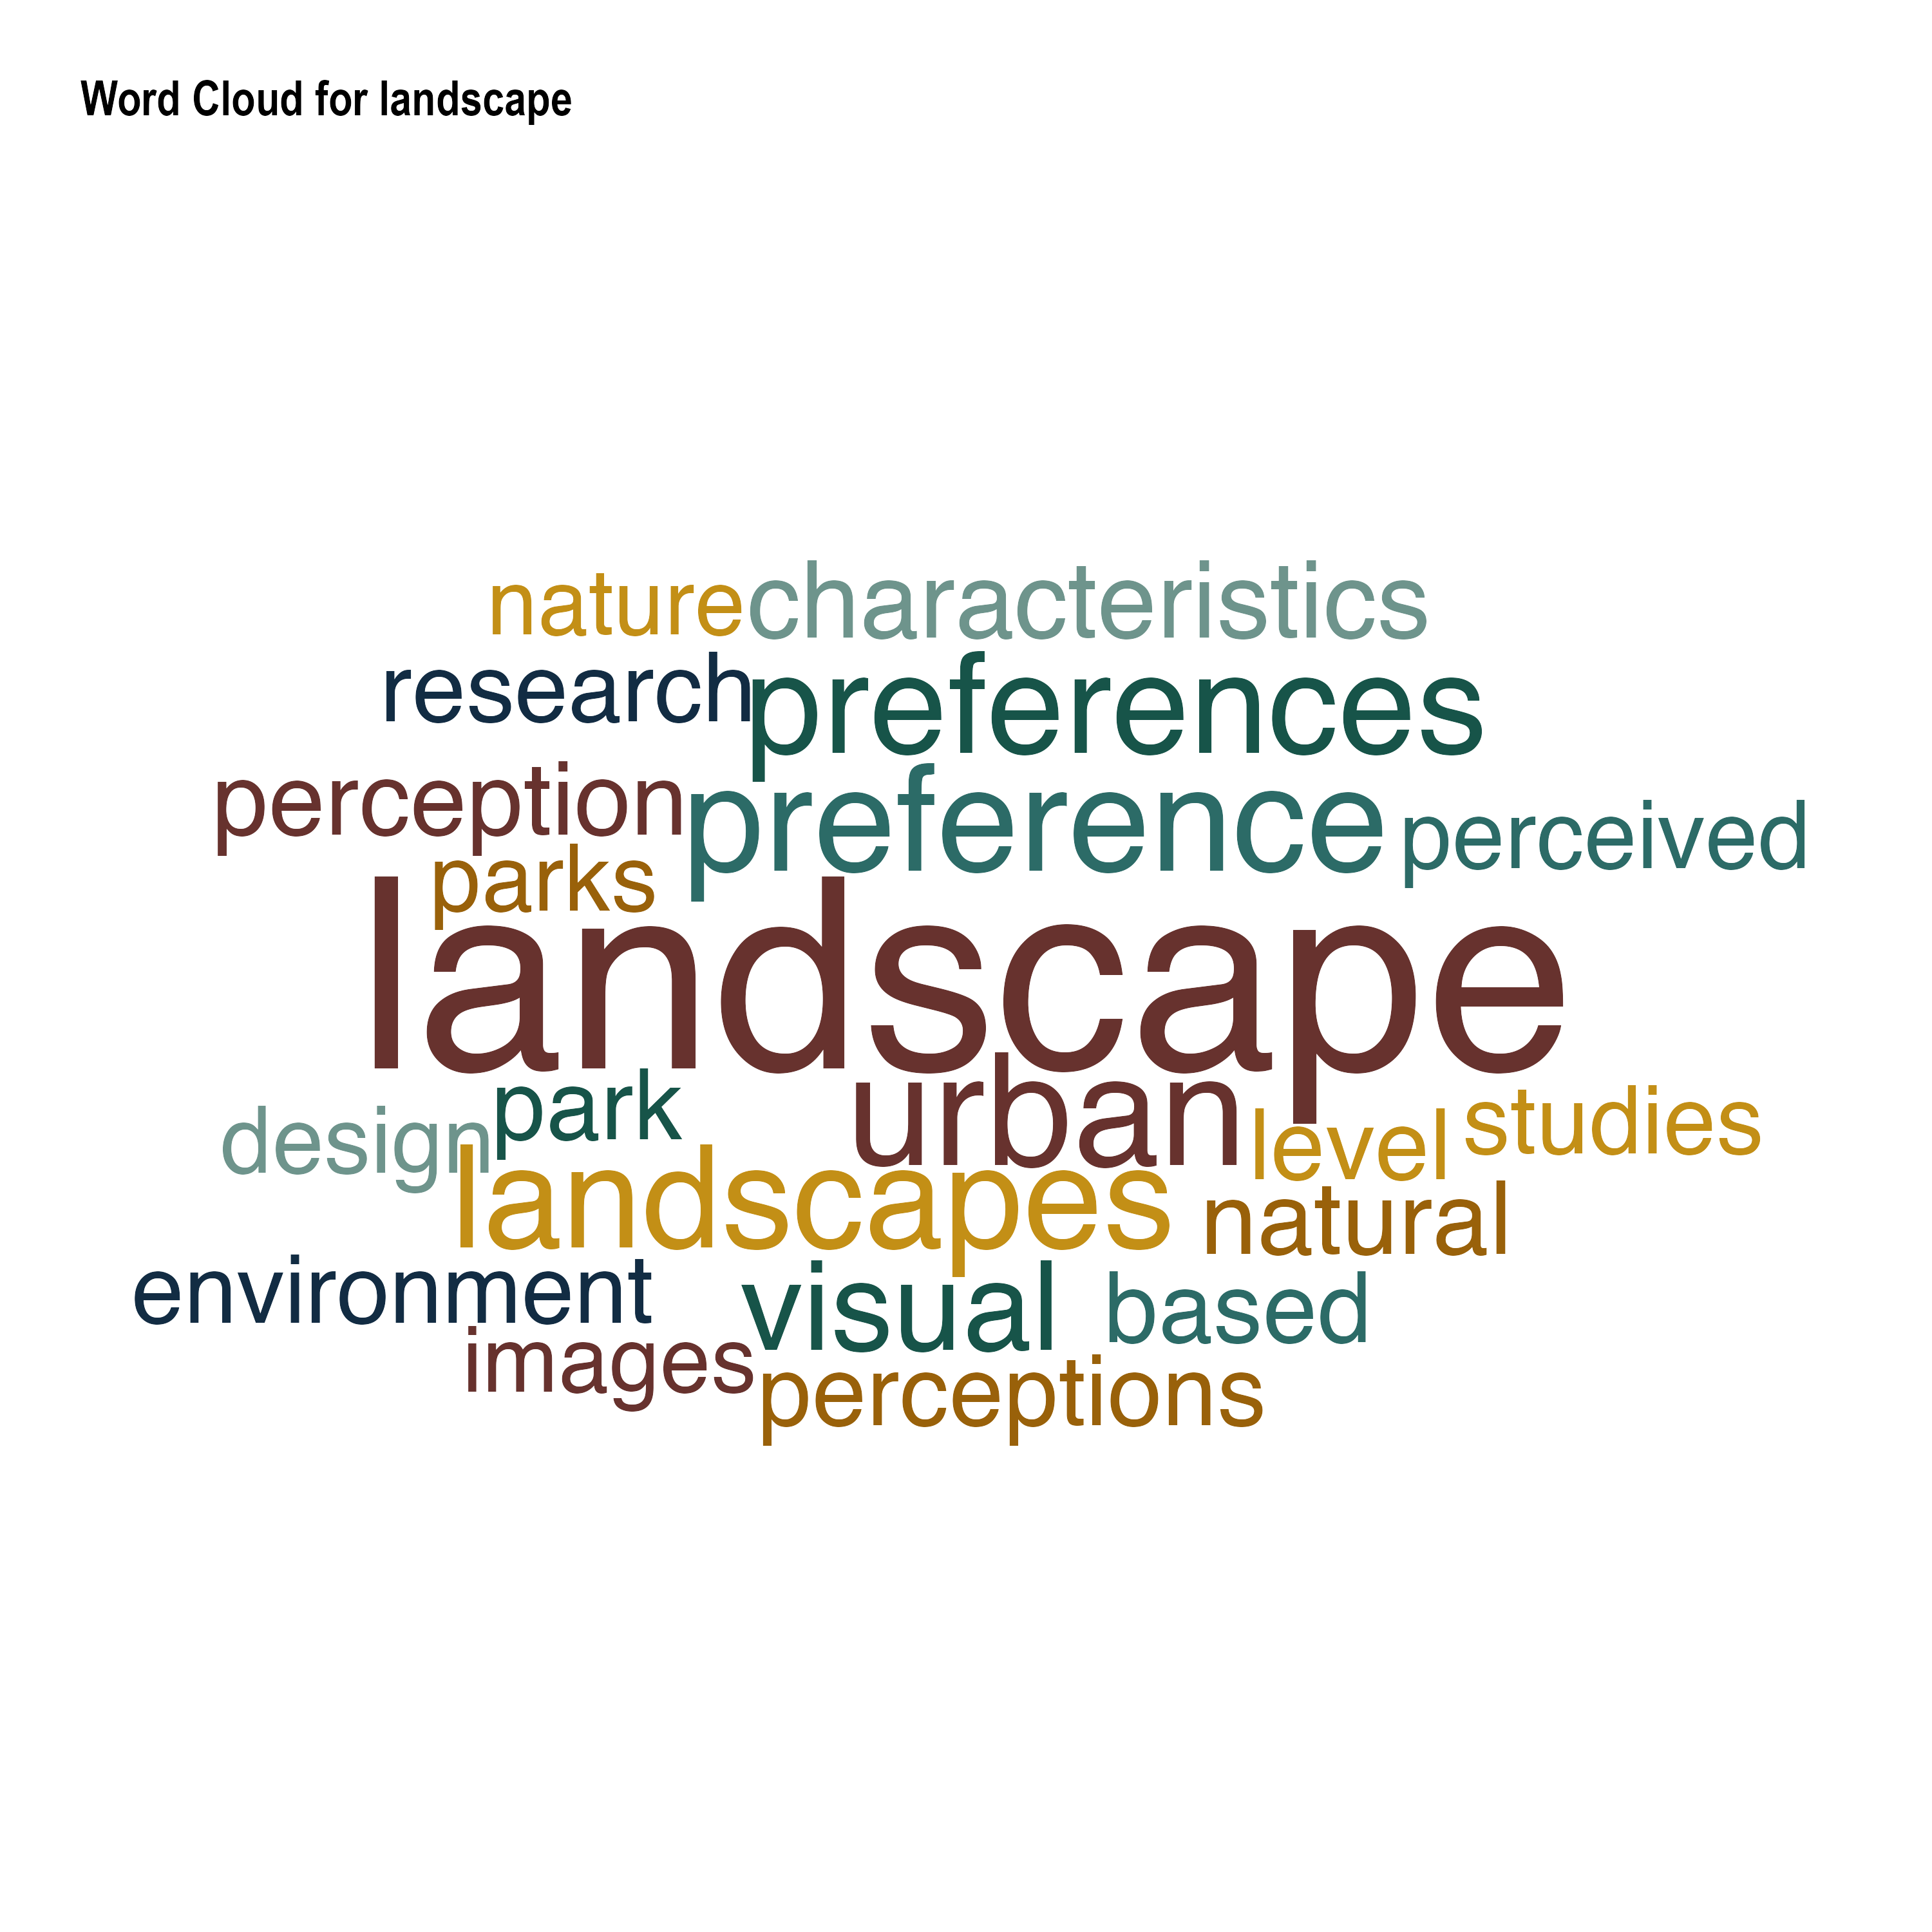 Word Cloud for landscape
nature characteristics
research preferences
perception preference perceived
parks
landscape
park urban
design level studies
landscapes natural
environment visual based
images perceptions